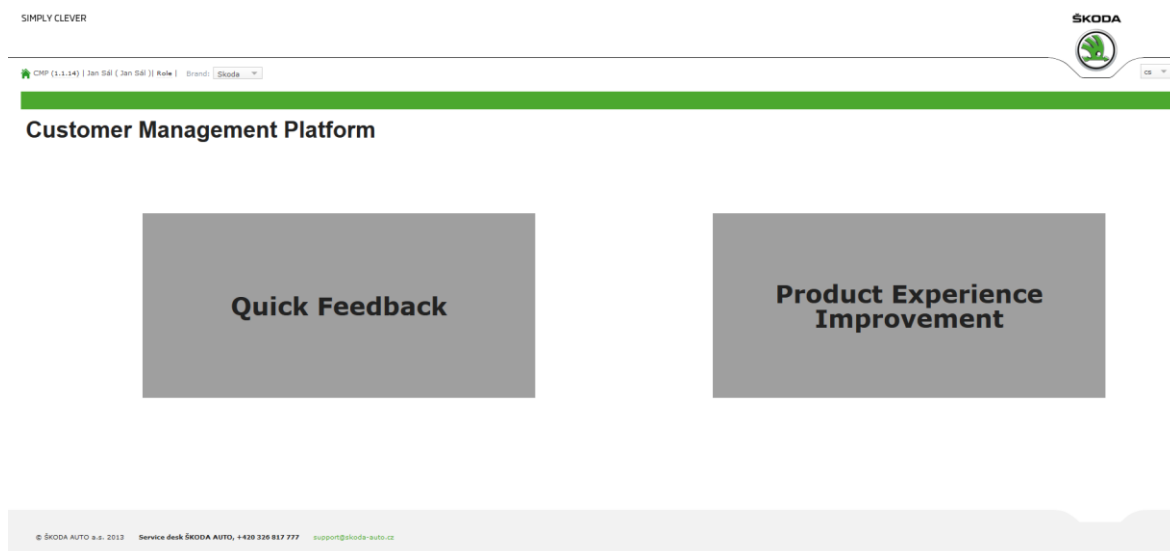 SIMPLY CLEVER
ŠKODA
CMP (1.1.14) | Jan Sál ( Jan Sál )| Role | Brand: Skoda
cs
Customer Management Platform
Quick Feedback
Product Experience
Improvement
© ŠKODA AUTO a.s. 2013 Service desk ŠKODA AUTO, +420 326 817 777 support@skoda-auto.cz